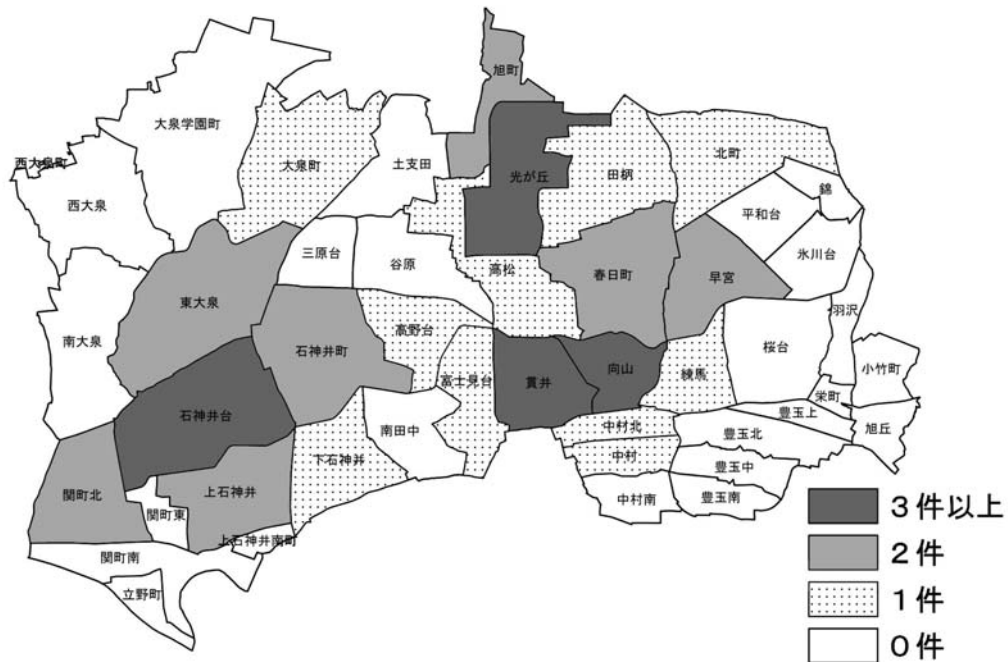 旭町
大泉学園町
大泉町
土支田
光が丘
田柄
北町
西大泉町
西大泉
錦
平和台
氷川台
三原台
谷原
高松
春日町
早宮
東大泉
南大泉
石神井町
高野台
富士見台
貫井
向山
練馬
桜台
羽沢
小竹町
石神井台
南田中
栄町
豊玉上
旭丘
中村北
豊玉北
下石神井
中村
豊玉中
関町北
上石神井
関町東
中村南
豊玉南
上石神井南町
関町南
立野町
3件以上
2件
1件
0件